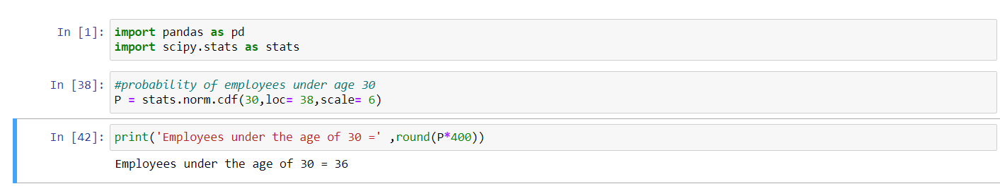 In [1]: import pandas as pd
import scipy.stats as stats
In [38]: #probability of employees under age 30
P = stats.norm.cdf(30,loc= 38,scale= 6)
In [42]: print('Employees under the age of 30 =' ,round(P*400))
Employees under the age of 30 = 36